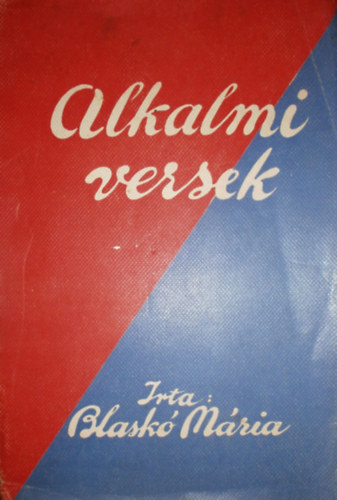 Alkalmi
versek
Irta:
Blaskó Mária